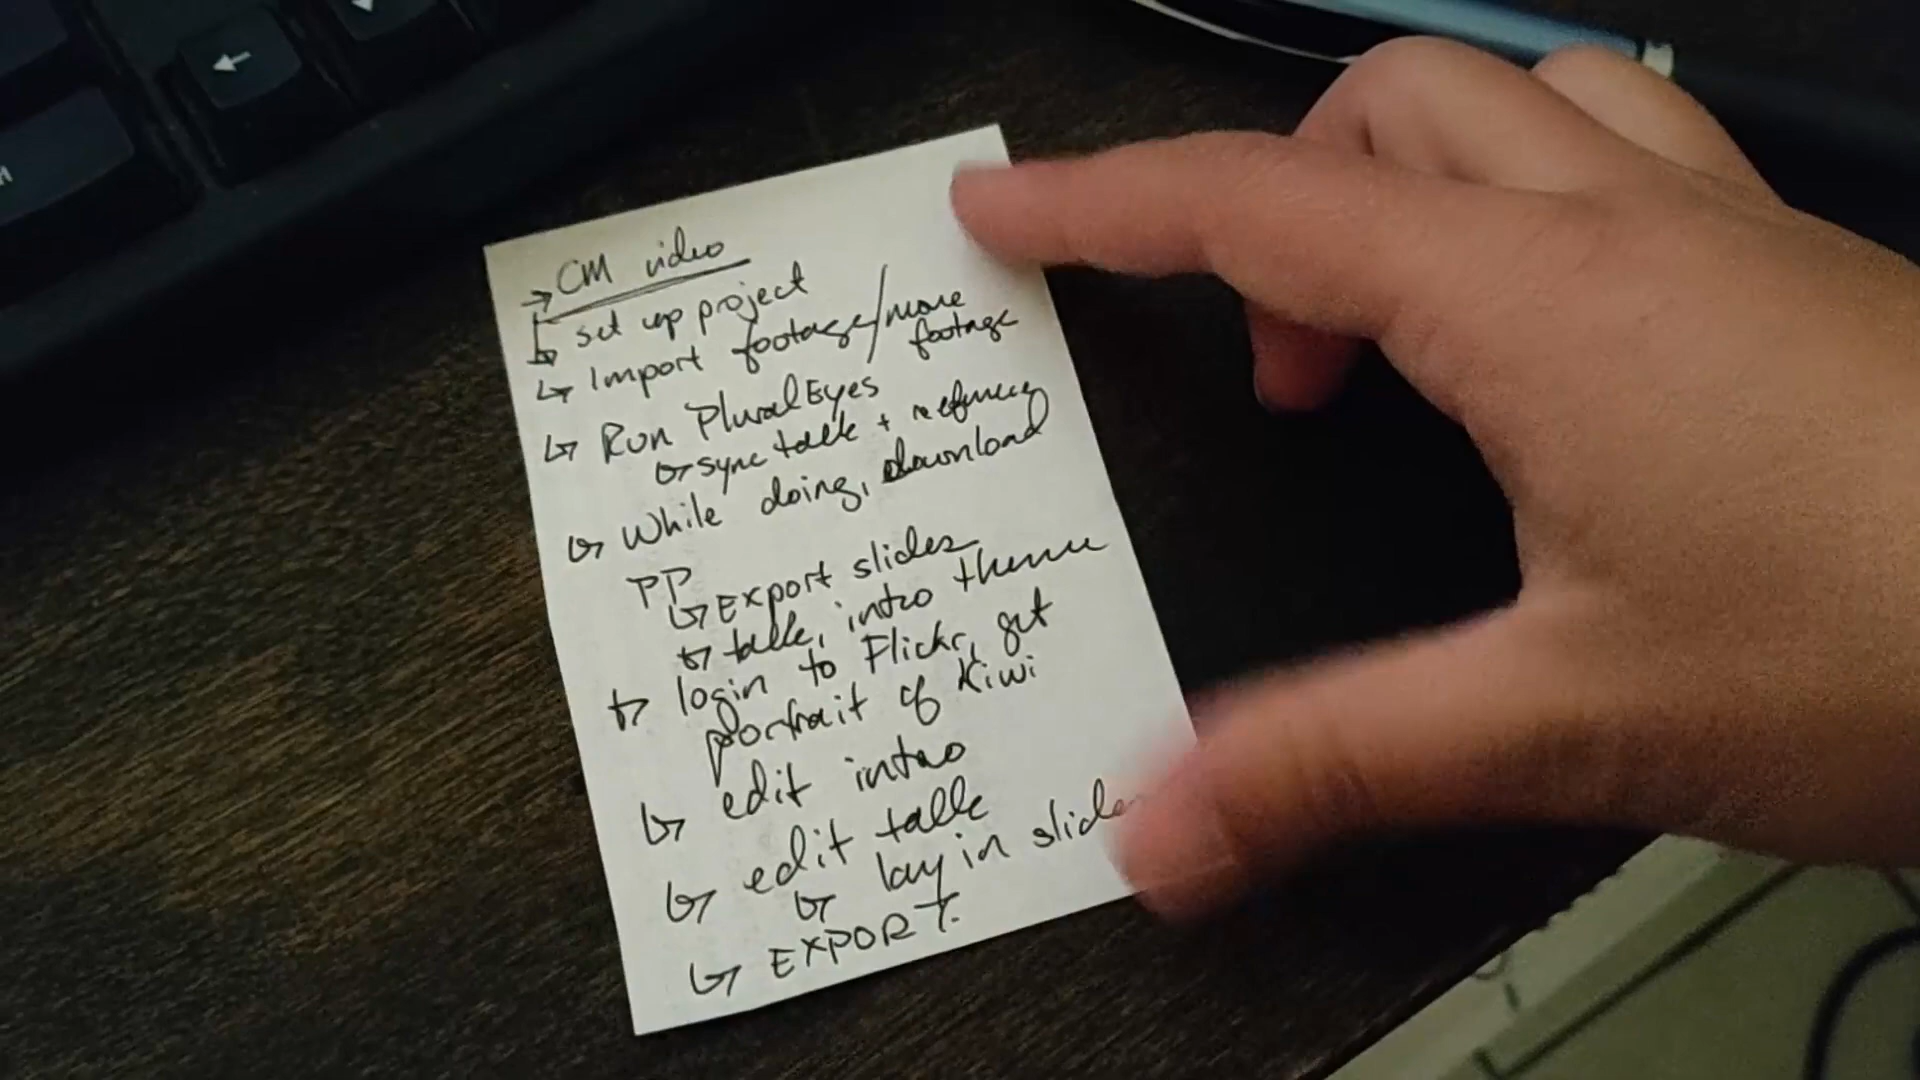 → CM video
↳ set up project
↳ Import footage/more footage
↳ Run PluralEyes
↳ sync talk + reference
↳ While doing, download
PP
↳ Export slides
↳ talk, intro theme
↳ login to Flickr, get
portrait of Kiwi
↳ edit intro
↳ edit talk
↳ lay in slide
↳ EXPORT.